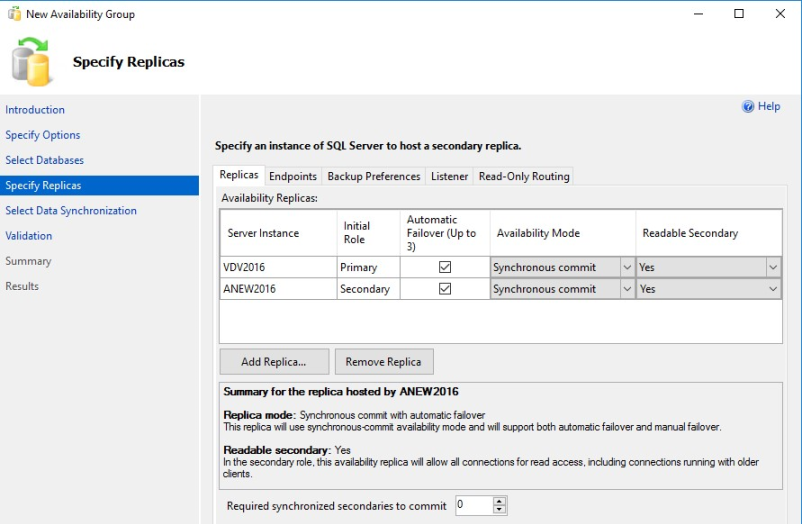 New Availability Group
Specify Replicas
Introduction
Specify Options
Select Databases
Specify Replicas
Select Data Synchronization
Validation
Summary
Results
Help
Specify an instance of SQL Server to host a secondary replica.
Replicas Endpoints Backup Preferences Listener Read-Only Routing
Availability Replicas:
Server Instance
Initial
Role
Automatic
Failover (Up to
3)
Availability Mode
Readable Secondary
VDV2016 Primary Synchronous commit Yes
ANEW2016 Secondary Synchronous commit Yes
Add Replica... Remove Replica
Summary for the replica hosted by ANEW2016
Replica mode: Synchronous commit with automatic failover
This replica will use synchronous-commit availability mode and will support both automatic failover and manual failover.
Readable secondary: Yes
In the secondary role, this availability replica will allow all connections for read access, including connections running with older
clients.
Required synchronized secondaries to commit 0